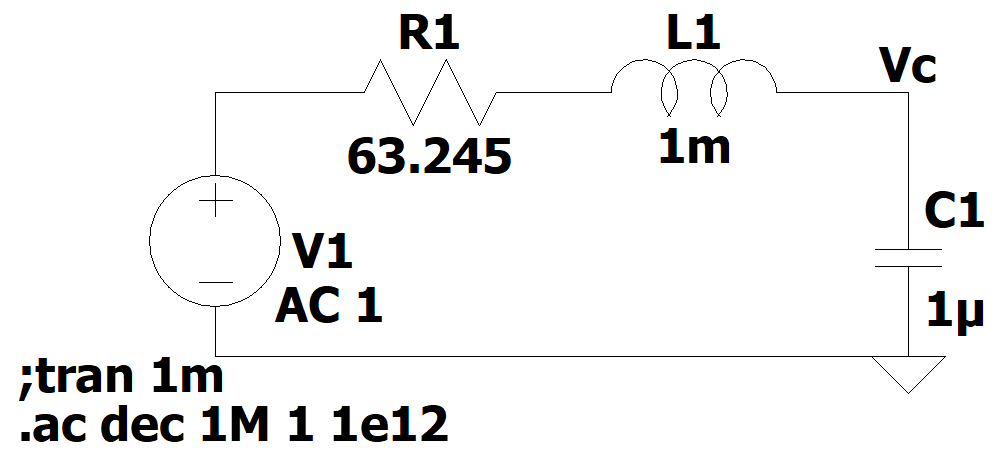 R1
L1
Vc
63.245
1m
C1
V1
AC 1
1µ
;tran 1m
.ac dec 1M 1 1e12